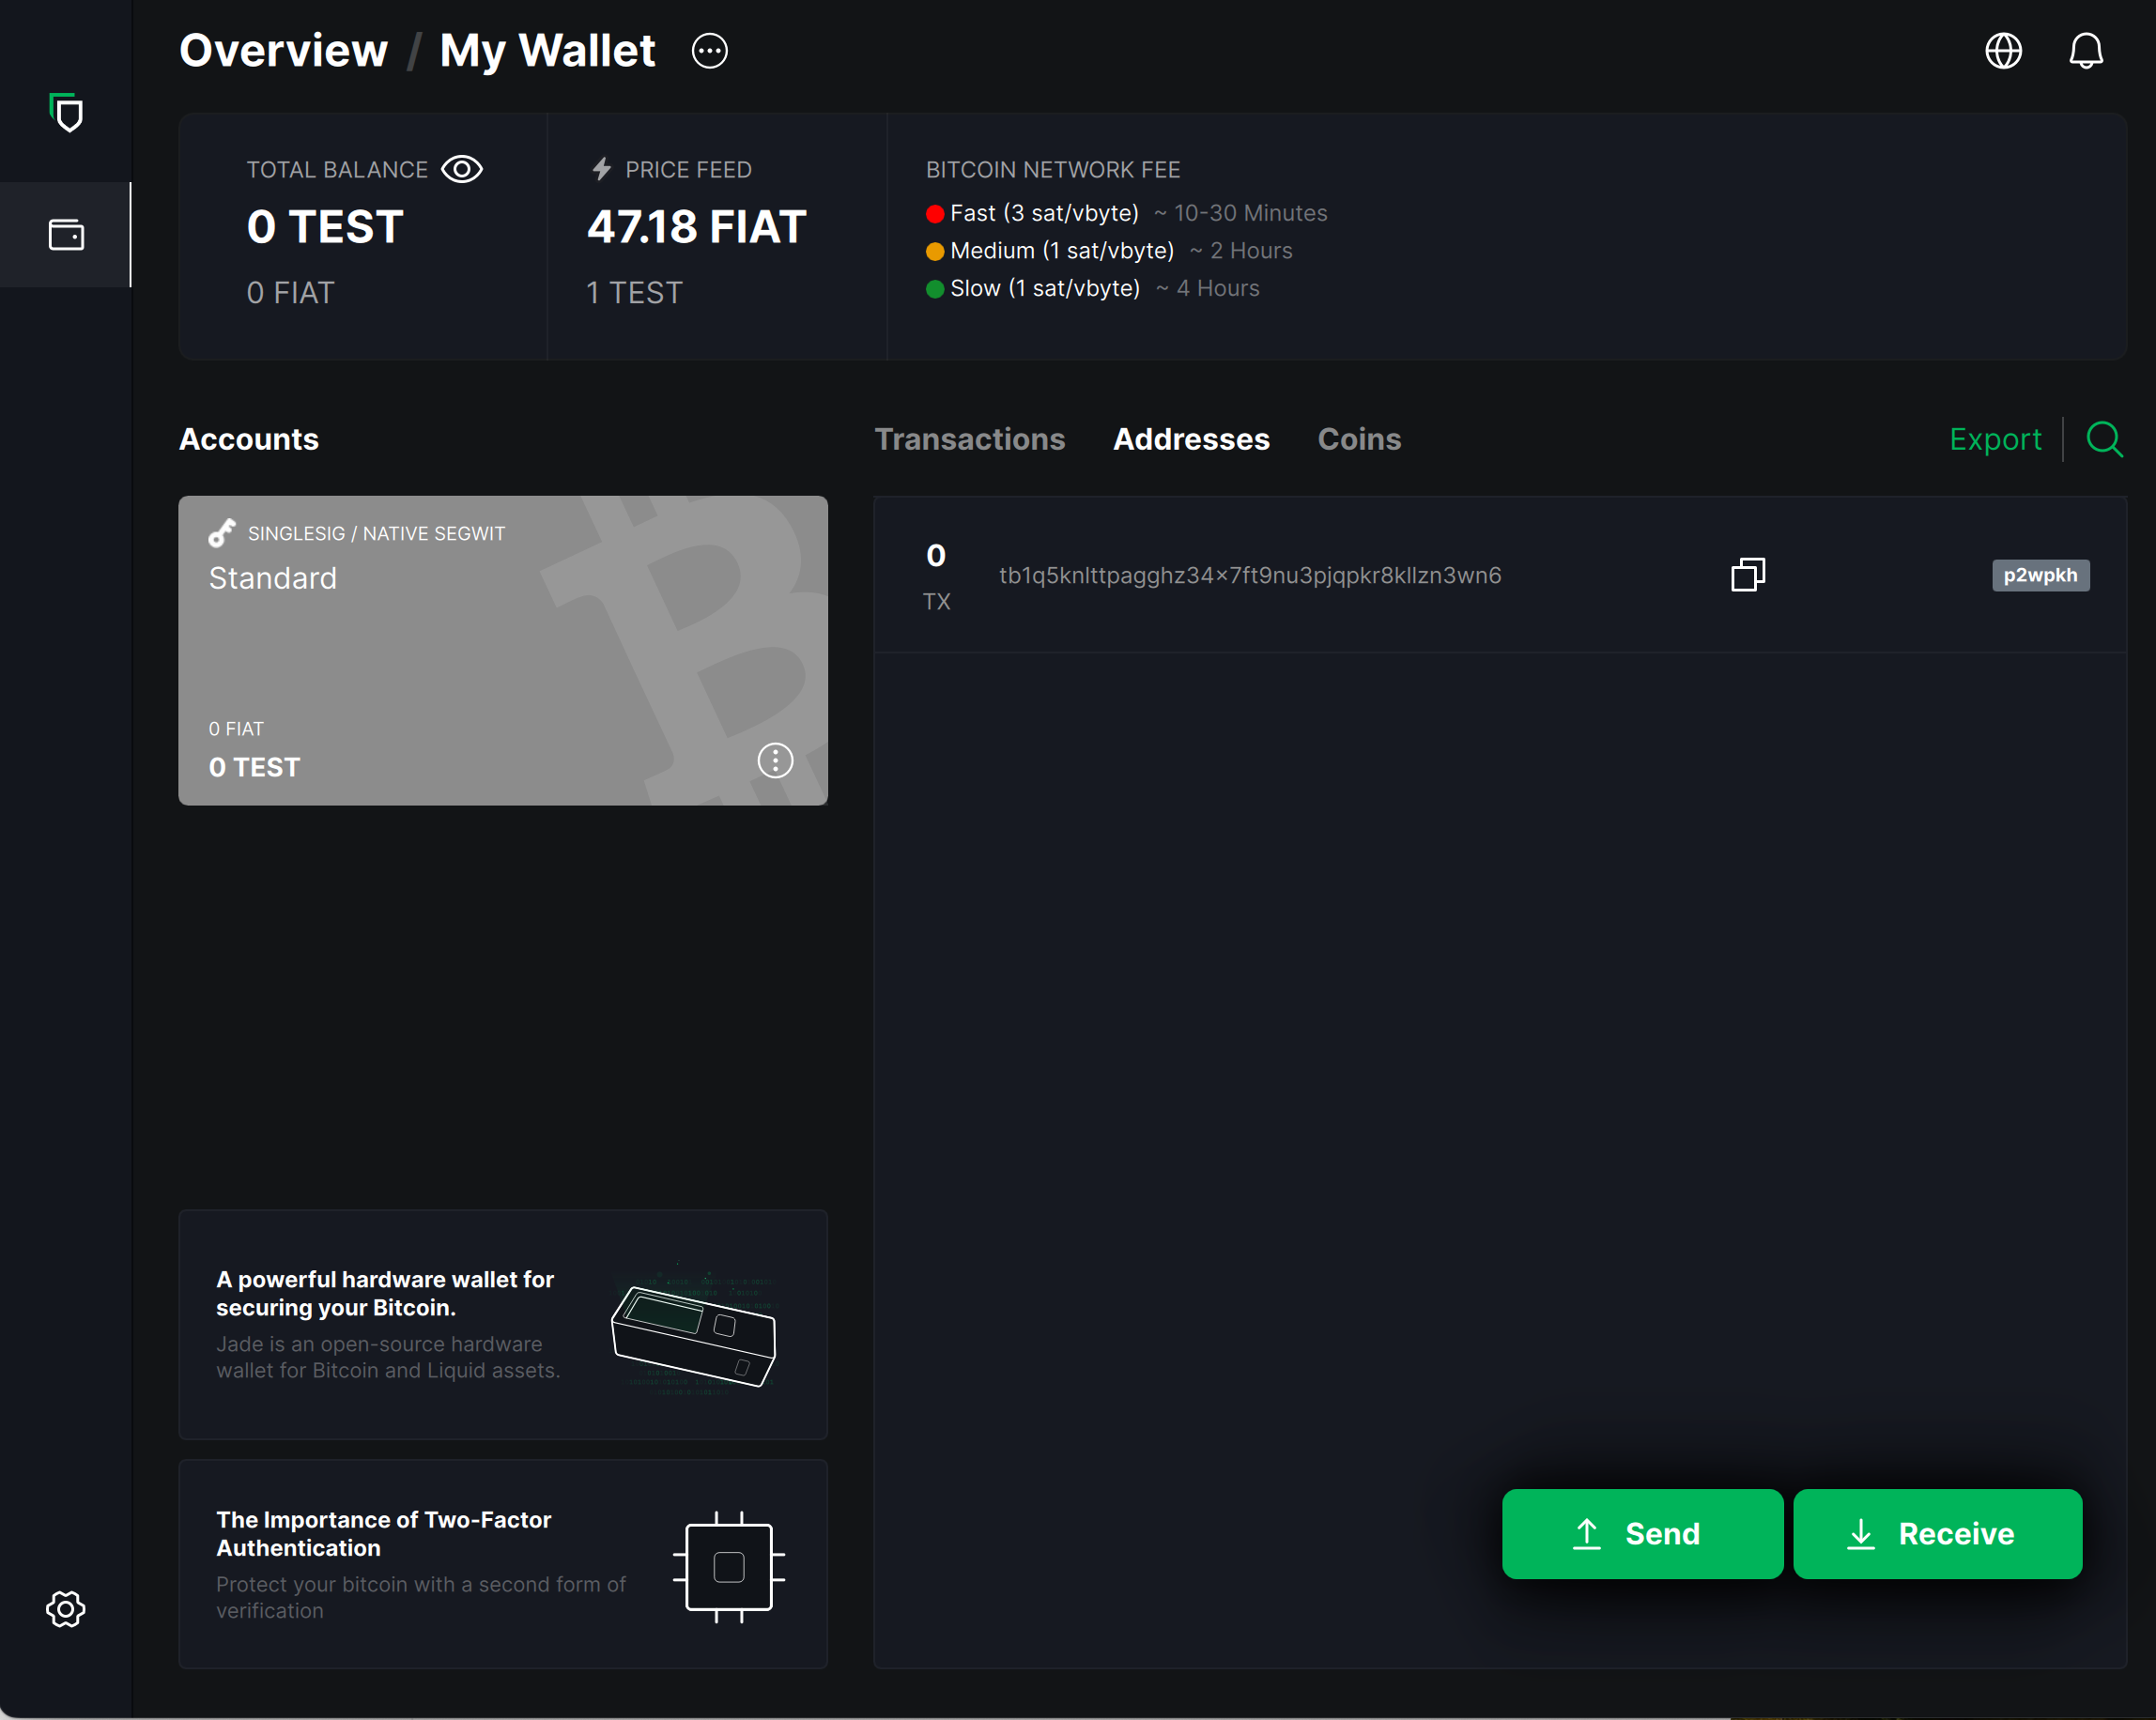 Overview / My Wallet
TOTAL BALANCE
0 TEST
0 FIAT
PRICE FEED
47.18 FIAT
1 TEST
BITCOIN NETWORK FEE
Fast (3 sat/vbyte) ~ 10-30 Minutes
Medium (1 sat/vbyte) ~ 2 Hours
Slow (1 sat/vbyte) ~ 4 Hours
Accounts
Transactions Addresses Coins
Export
SINGLESIG / NATIVE SEGWIT
Standard
0 FIAT
0 TEST
0
TX
tb1q5knlttpagghz34x7ft9nu3pjqpkr8kllzn3wn6
p2wpkh
A powerful hardware wallet for
securing your Bitcoin.
Jade is an open-source hardware
wallet for Bitcoin and Liquid assets.
The Importance of Two-Factor
Authentication
Protect your bitcoin with a second form of
verification
Send
Receive